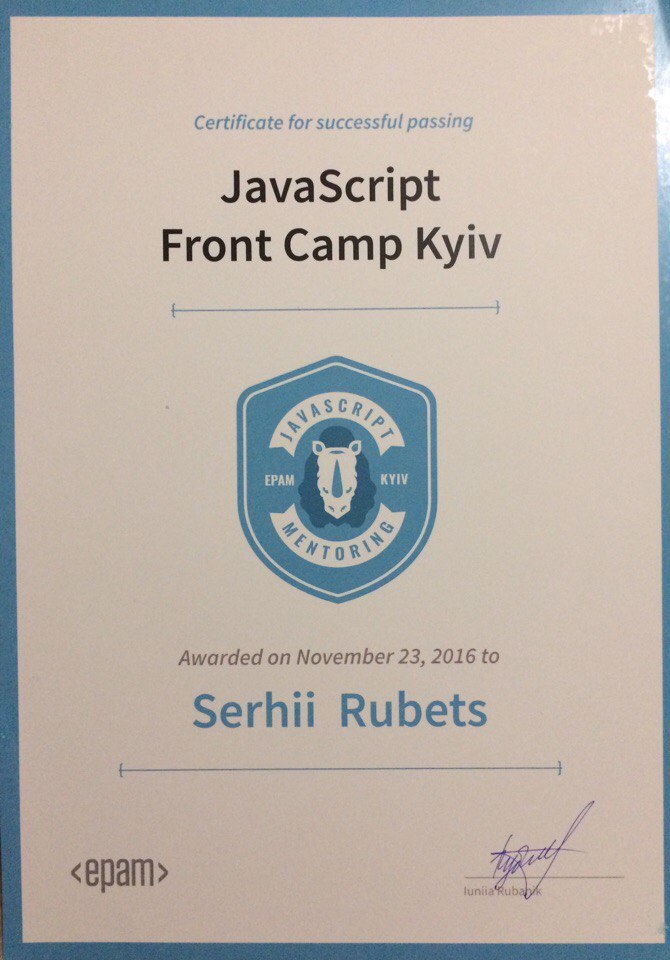 Certificate for successful passing
JavaScript
Front Camp Kyiv
JAVASCRIPT
EPAM KYIV
MENTORING
Awarded on November 23, 2016 to
Serhii Rubets
<epam>
Iuniia Rubanik